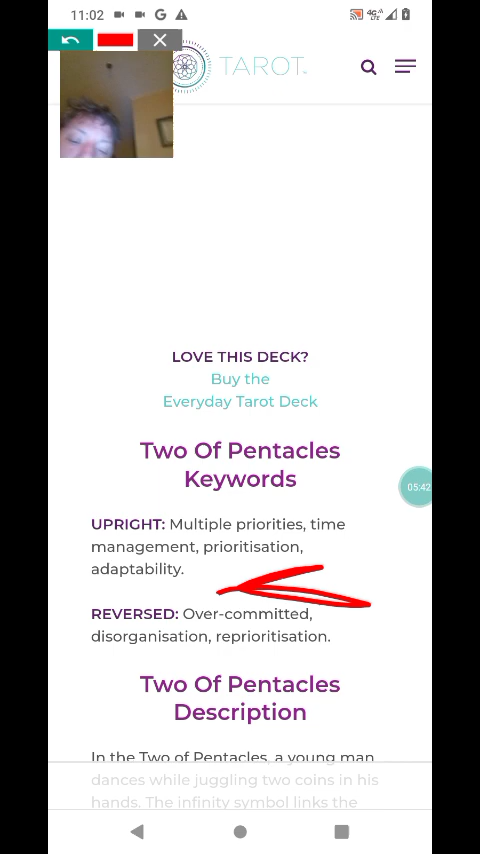 11:02
4G
LTE
TAROT
LOVE THIS DECK?
Buy the
Everyday Tarot Deck
Two Of Pentacles
Keywords
UPRIGHT: Multiple priorities, time
management, prioritisation,
adaptability.
REVERSED: Over-committed,
disorganisation, reprioritisation.
Two Of Pentacles
Description
In the Two of Pentacles, a young man
dances while juggling two coins in his
hands. The infinity symbol links the
05:42